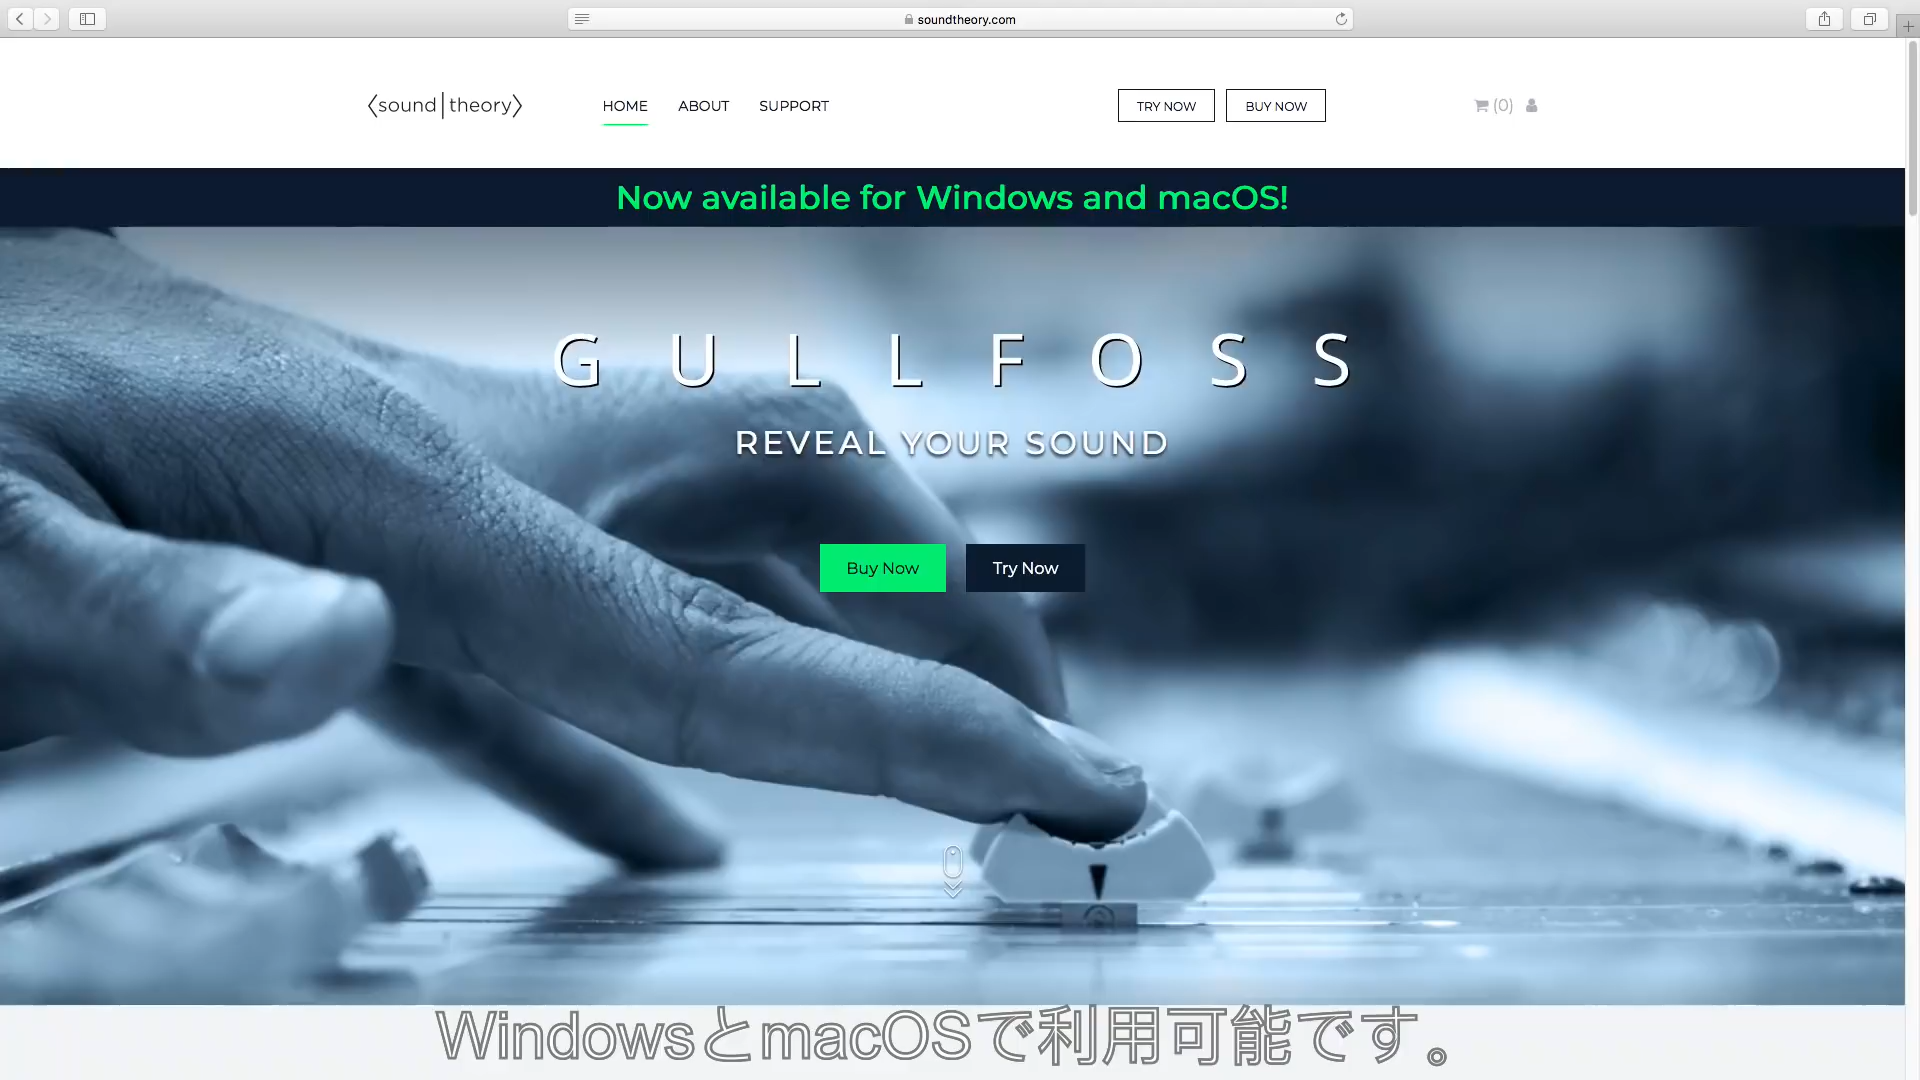 soundtheory.com
sound|theory
HOME
ABOUT
SUPPORT
TRY NOW
BUY NOW
(0)
Now available for Windows and macOS!
GULLFOSS
REVEAL YOUR SOUND
Buy Now
Try Now
WindowsとmacOSで利用可能です。